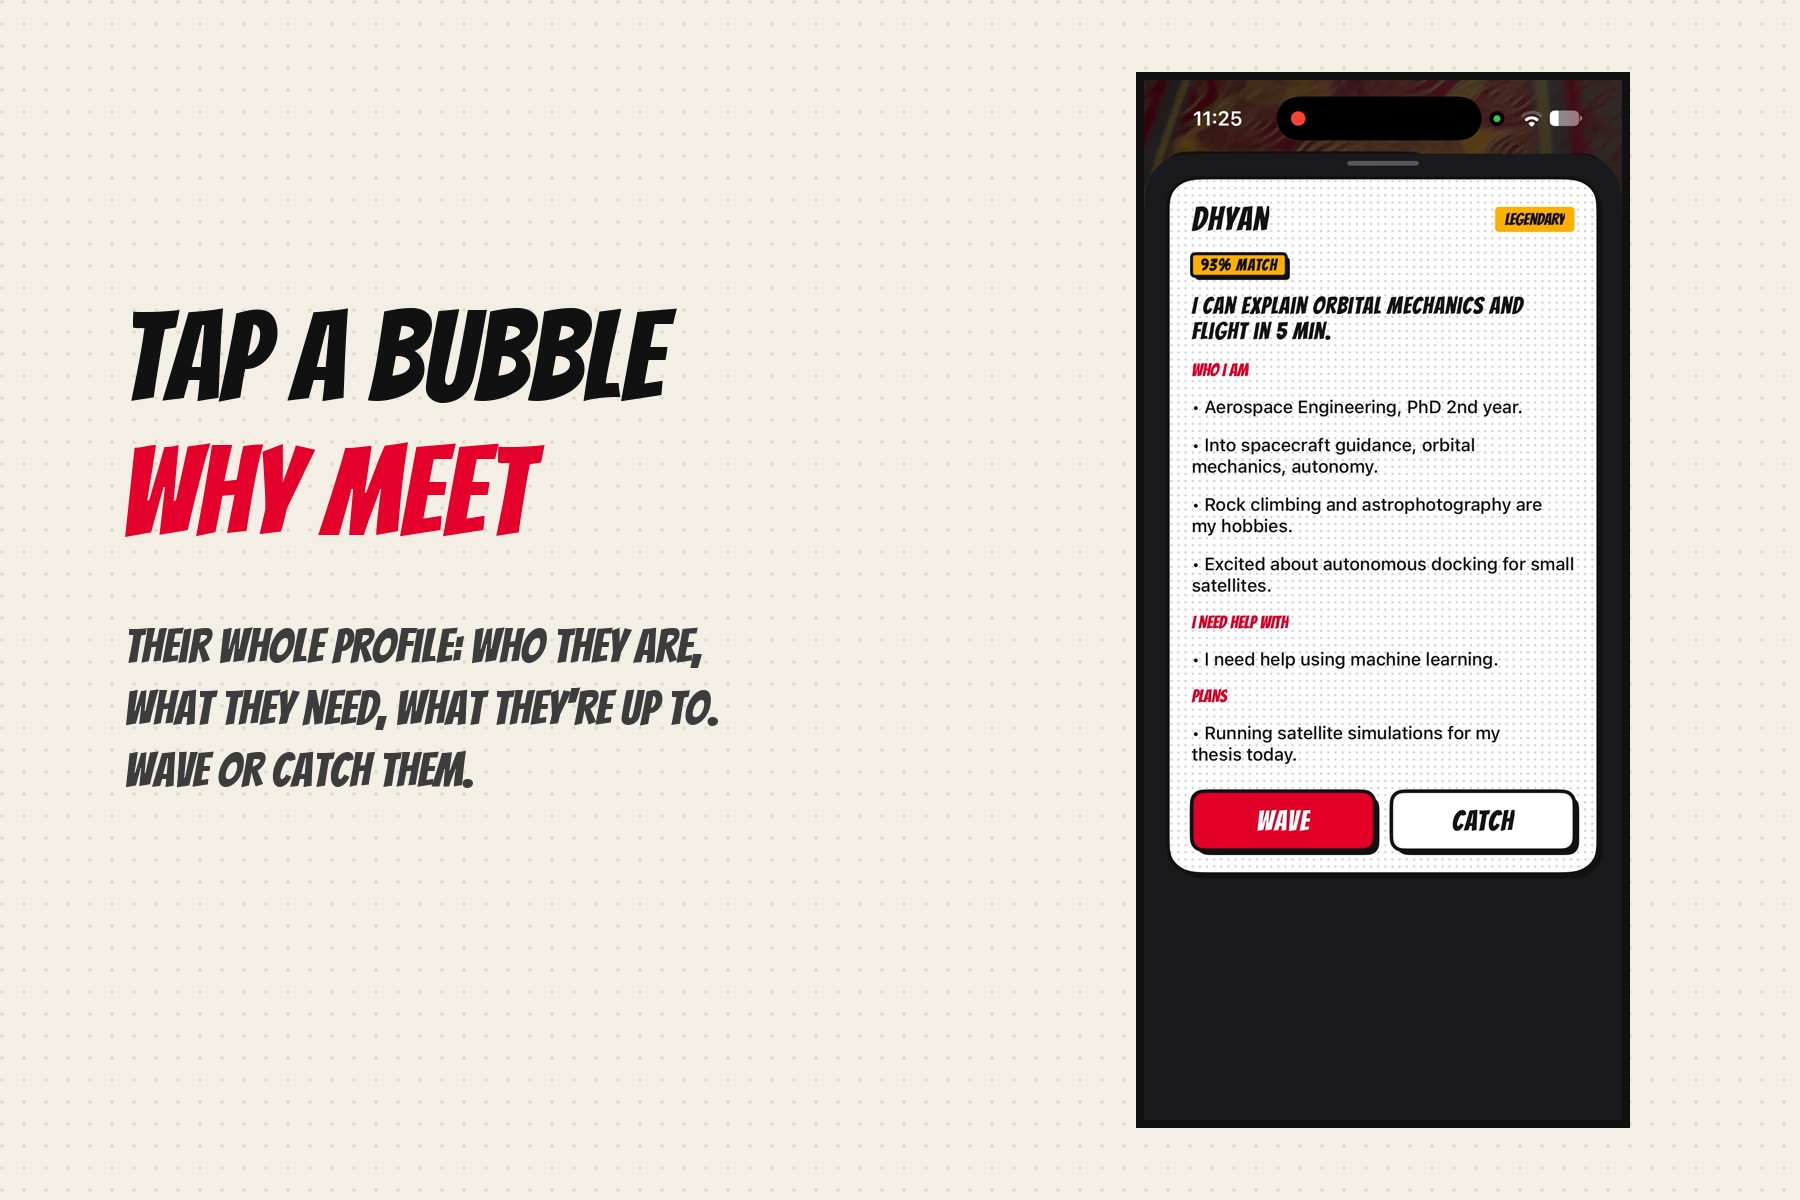 TAP A BUBBLE
WHY MEET
THEIR WHOLE PROFILE: WHO THEY ARE,
WHAT THEY NEED, WHAT THEY'RE UP TO.
WAVE OR CATCH THEM.
11:25
DHYAN
LEGENDARY
93% MATCH
I CAN EXPLAIN ORBITAL MECHANICS AND
FLIGHT IN 5 MIN.
WHO I AM
• Aerospace Engineering, PhD 2nd year.
• Into spacecraft guidance, orbital
mechanics, autonomy.
• Rock climbing and astrophotography are
my hobbies.
• Excited about autonomous docking for small
satellites.
I NEED HELP WITH
• I need help using machine learning.
PLANS
• Running satellite simulations for my
thesis today.
WAVE
CATCH